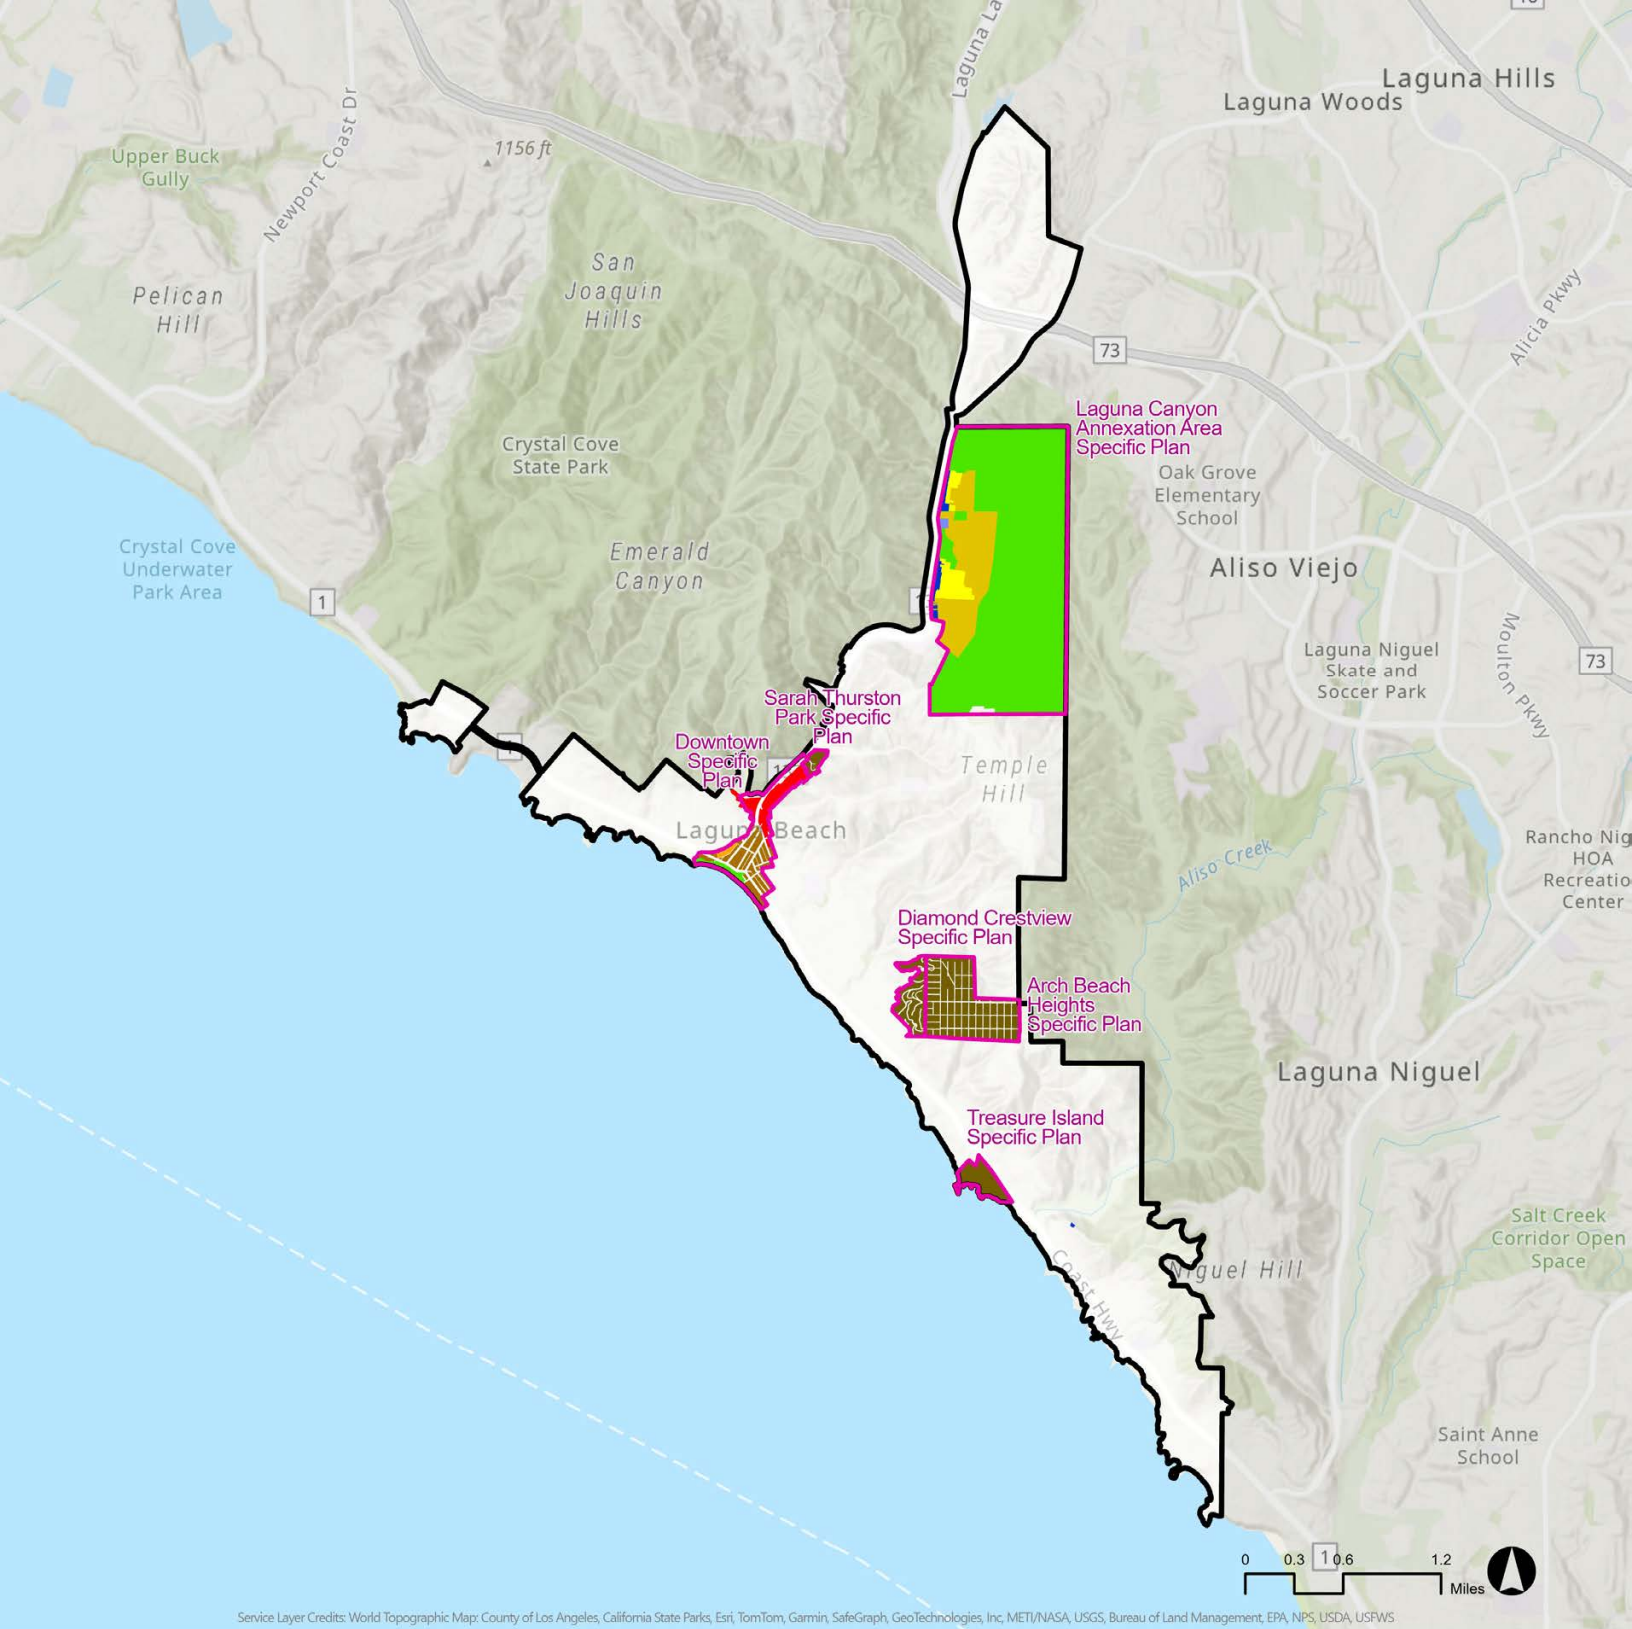 Laguna Hills
Laguna Woods
Laguna La
Newport Coast Dr
1156 ft
Upper Buck
Gully
San
Joaquin
Hills
Pelican
Hill
Alicia Pkwy
73
Laguna Canyon
Annexation Area
Specific Plan
Crystal Cove
State Park
Oak Grove
Elementary
School
Crystal Cove
Underwater
Park Area
Emerald
Canyon
Aliso Viejo
1
Moulton Pkwy
Laguna Niguel
Skate and
Soccer Park
73
Sarah Thurston
Park Specific
Plan
Downtown
Specific
Plan
1
Temple
Hill
Laguna Beach
Aliso Creek
Rancho Nig
HOA
Recreatio
Center
Diamond Crestview
Specific Plan
Arch Beach
Heights
Specific Plan
Laguna Niguel
Treasure Island
Specific Plan
Salt Creek
Corridor Open
Space
Niguel Hill
Coast Hwy
Saint Anne
School
1
0 0.3 0.6 1.2
Miles
Service Layer Credits: World Topographic Map: County of Los Angeles, California State Parks, Esri, TomTom, Garmin, SafeGraph, GeoTechnologies, Inc, METI/NASA, USGS, Bureau of Land Management, EPA, NPS, USDA, USFWS